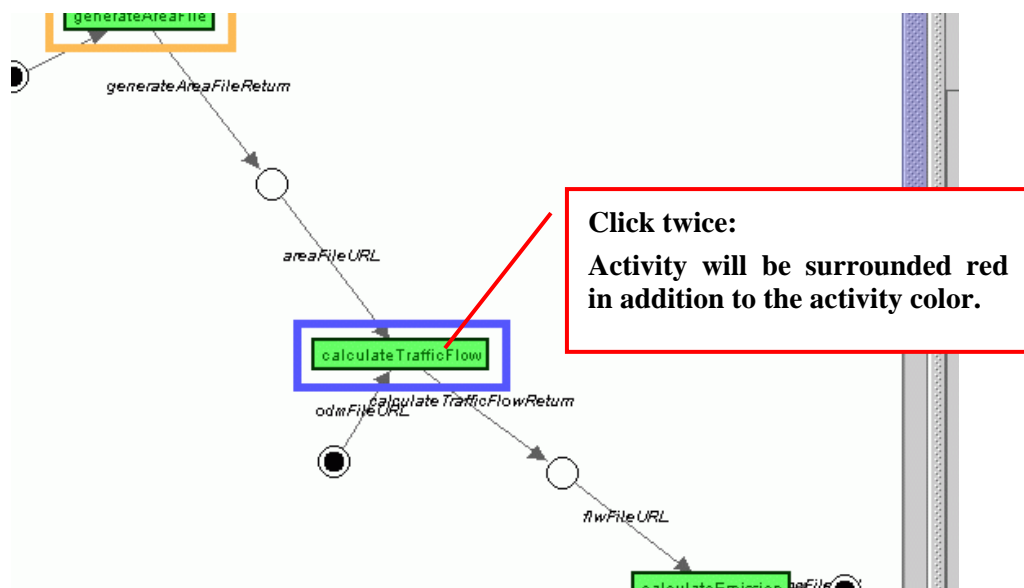 generateAreaFile
generateAreaFileReturn
areaFileURL
Click twice:
Activity will be surrounded red
in addition to the activity color.
calculateTrafficFlow
odmFileURL
calculateTrafficFlowReturn
flwFileURL
calculateEmission